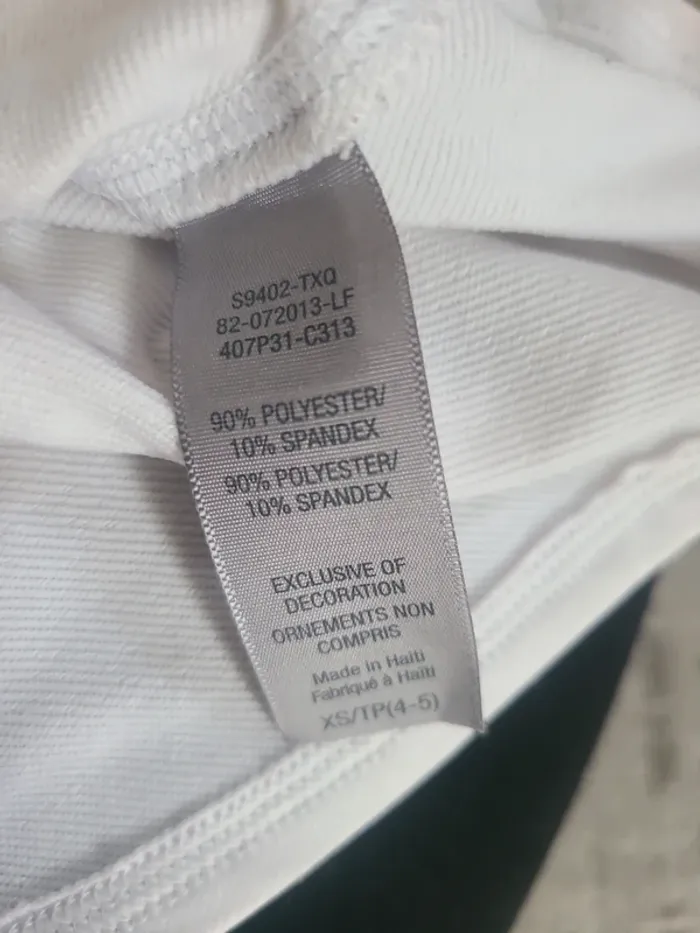 S9402-TXQ
82-072013-LF
407P31-C313
90% POLYESTER/
10% SPANDEX
90% POLYESTER/
10% SPANDEX
EXCLUSIVE OF
DECORATION
ORNEMENTS NON
COMPRIS
Made in Haiti
Fabriqué à Haïti
XS/TP(4-5)